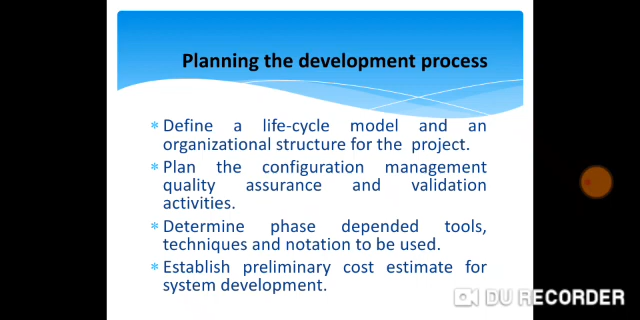 Planning the development process
* Define a life-cycle model and an
organizational structure for the project.
* Plan the configuration management
quality assurance and validation
activities.
* Determine phase depended tools,
techniques and notation to be used.
* Establish preliminary cost estimate for
system development.
DU RECORDER